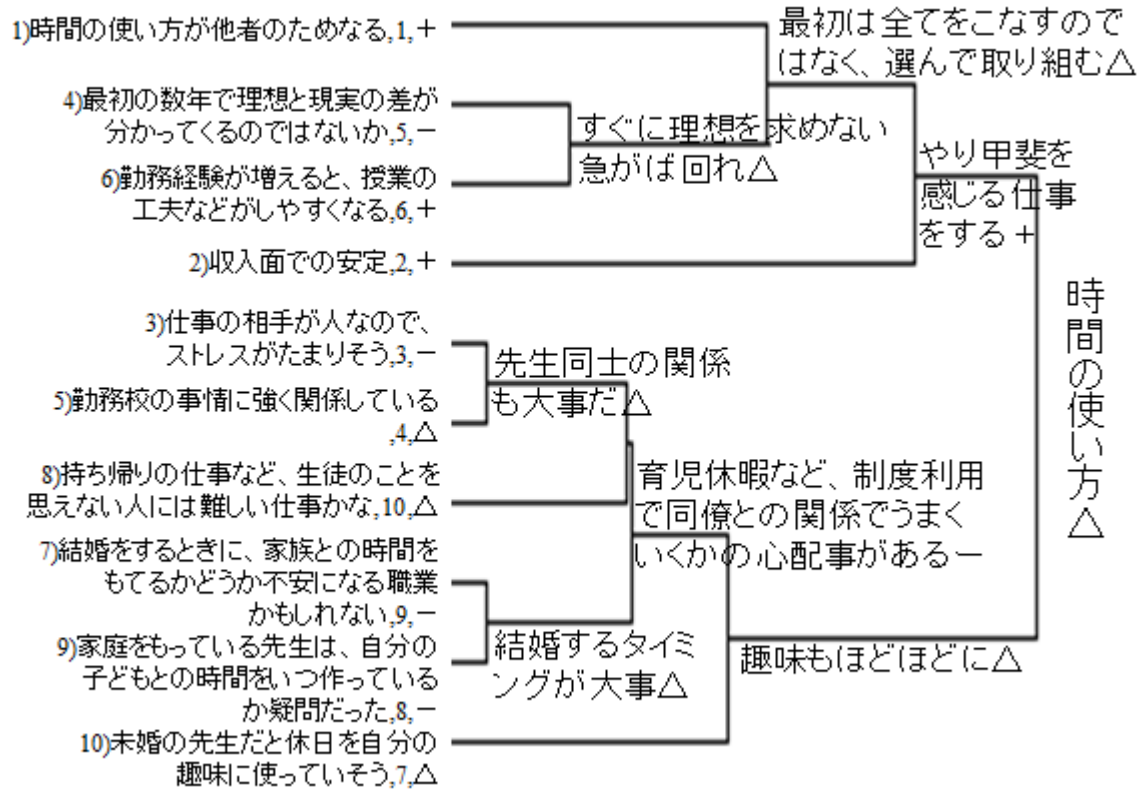 1)時間の使い方が他者のためなる,1,+
最初は全てをこなすので
はなく、選んで取り組む△
4)最初の数年で理想と現実の差が
分かってくるのではないか,5,−
すぐに理想を求めない
急がば回れ△
6)勤務経験が増えると、授業の
工夫などがしやすくなる,6,+
やり甲斐を
感じる仕事
をする+
2)収入面での安定,2,+
3)仕事の相手が人なので、
ストレスがたまりそう,3,−
先生同士の関係
も大事だ△
5)勤務校の事情に強く関係している
,4,△
8)持ち帰りの仕事など、生徒のことを
思えない人には難しい仕事かな,10,△
育児休暇など、制度利用
で同僚との関係でうまく
いくかの心配事があるー
7)結婚をするときに、家族との時間を
もてるかどうか不安になる職業
かもしれない,9,−
結婚するタイミ
ングが大事△
9)家庭をもっている先生は、自分の
子どもとの時間をいつ作っている
か疑問だった,8,−
趣味もほどほどに△
10)未婚の先生だと休日を自分の
趣味に使っていそう,7,△
時間の使い方△